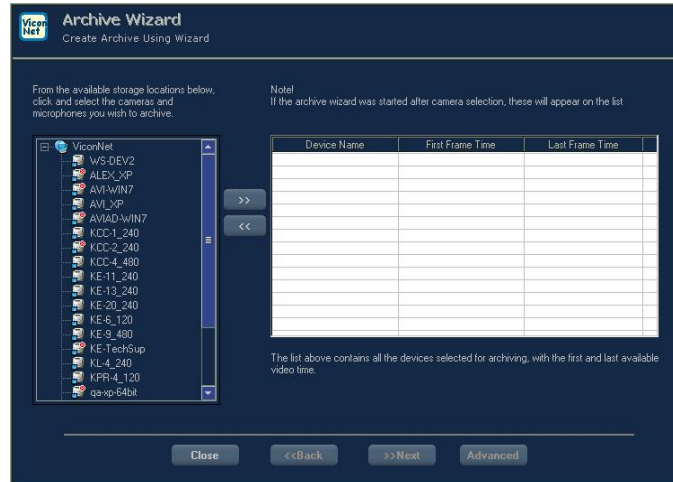 Vicon
Net
Archive Wizard
Create Archive Using Wizard
From the available storage locations below,
click and select the cameras and
microphones you wish to archive.
Note!
If the archive wizard was started after camera selection, these will appear on the list
ViconNet
WS-DEV2
ALEX_XP
AVI-WIN7
AVI_XP
AVIAD-WIN7
KCC-1_240
KCC-2_240
KCC-4_480
KE-11_240
KE-13_240
KE-20_240
KE-6_120
KE-9_480
KE-TechSup
KL-4_240
KPR-4_120
qa-xp-64bit
>>
<<
Device Name First Frame Time Last Frame Time
The list above contains all the devices selected for archiving, with the first and last available
video time.
Close <<Back >>Next Advanced